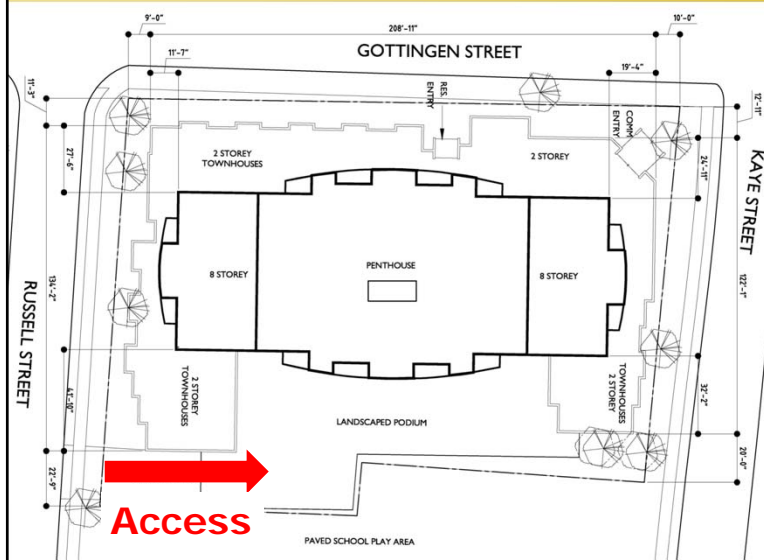 9'-0"
208'-11"
10'-0"
GOTTINGEN STREET
11'-7"
19'-4"
11'-3"
12'-11"
RES.
ENTRY
COMM
ENTRY
2 STOREY
TOWNHOUSES
2 STOREY
27'-6"
24'-11"
KAYE STREET
RUSSELL STREET
134'-2"
122'-1"
8 STOREY
PENTHOUSE
8 STOREY
2 STOREY
TOWNHOUSES
TOWNHOUSES
2 STOREY
41'-10"
32'-2"
LANDSCAPED PODIUM
22'-9"
20'-0"
Access
PAVED SCHOOL PLAY AREA